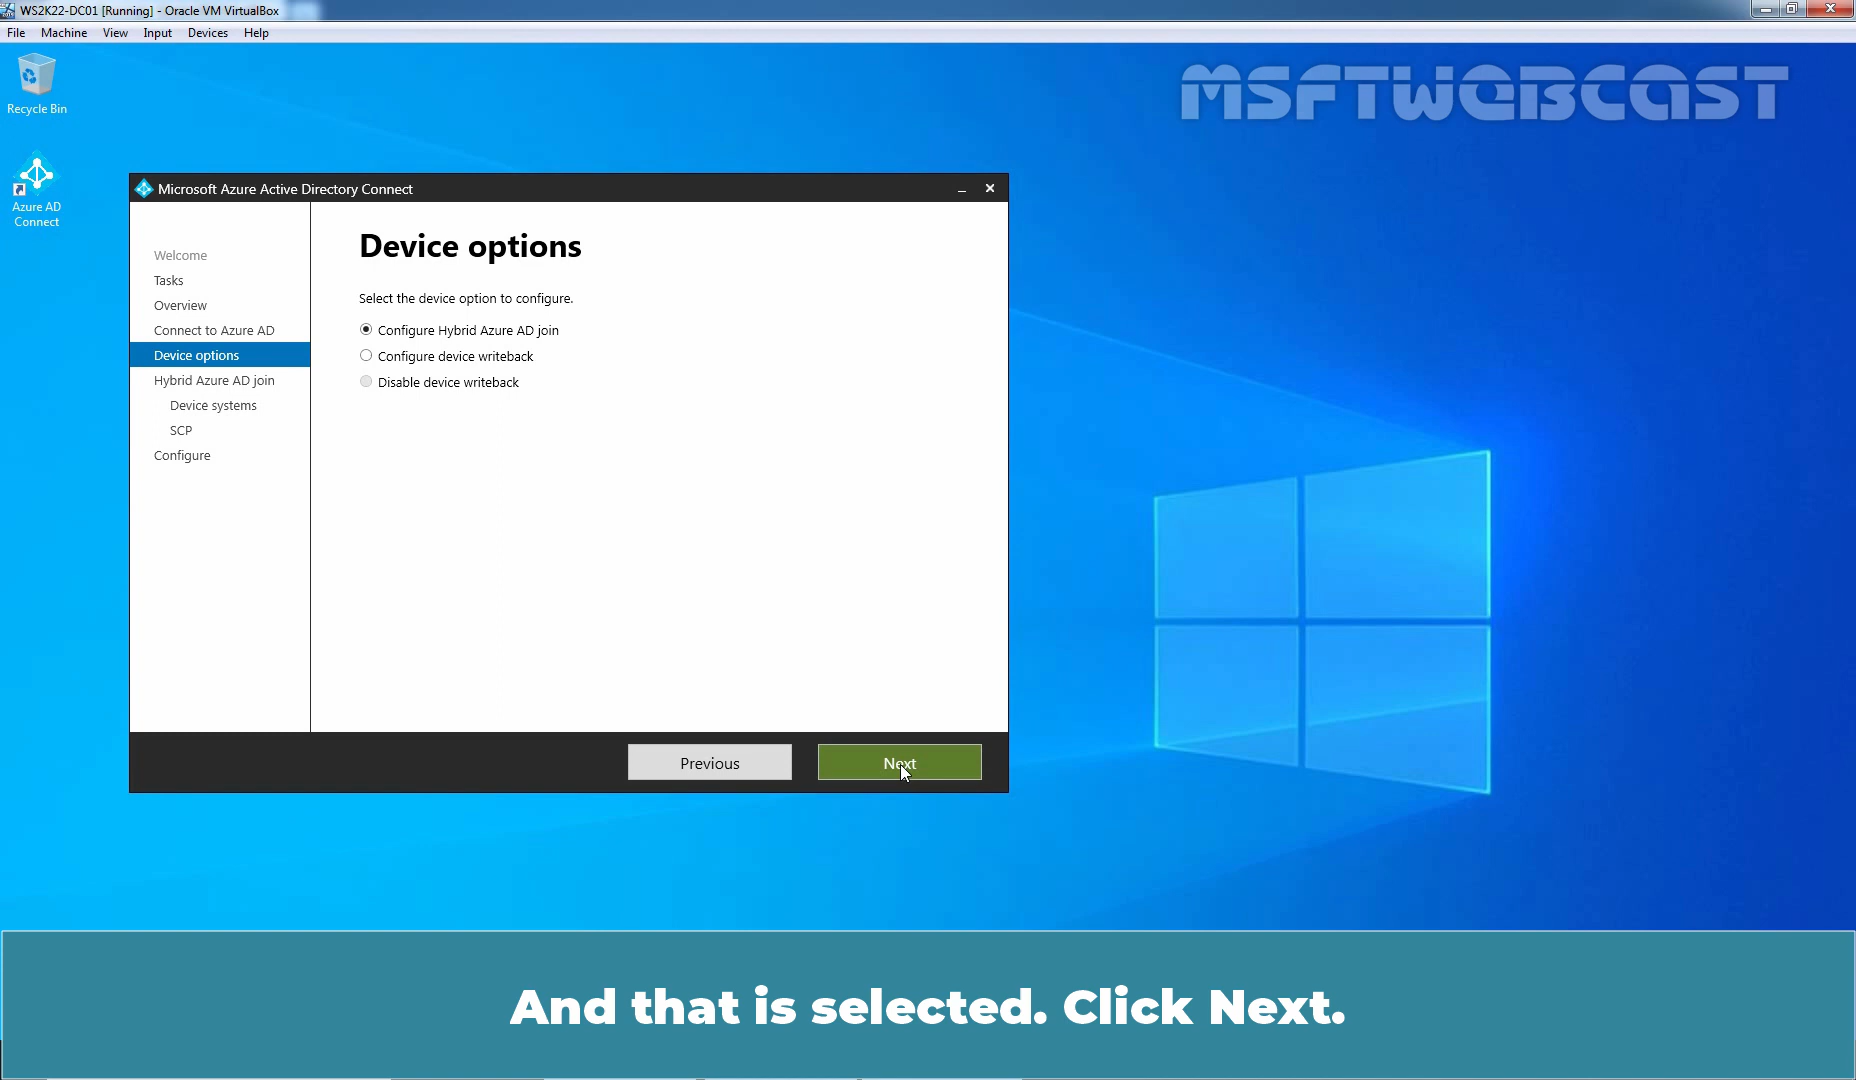 WS2K22-DC01 [Running] - Oracle VM VirtualBox
File Machine View Input Devices Help
MSFTWEBCAST
Recycle Bin
Azure AD
Connect
Microsoft Azure Active Directory Connect
Welcome
Tasks
Overview
Connect to Azure AD
Device options
Hybrid Azure AD join
Device systems
SCP
Configure
Device options
Select the device option to configure.
Configure Hybrid Azure AD join
Configure device writeback
Disable device writeback
Previous
Next
And that is selected. Click Next.